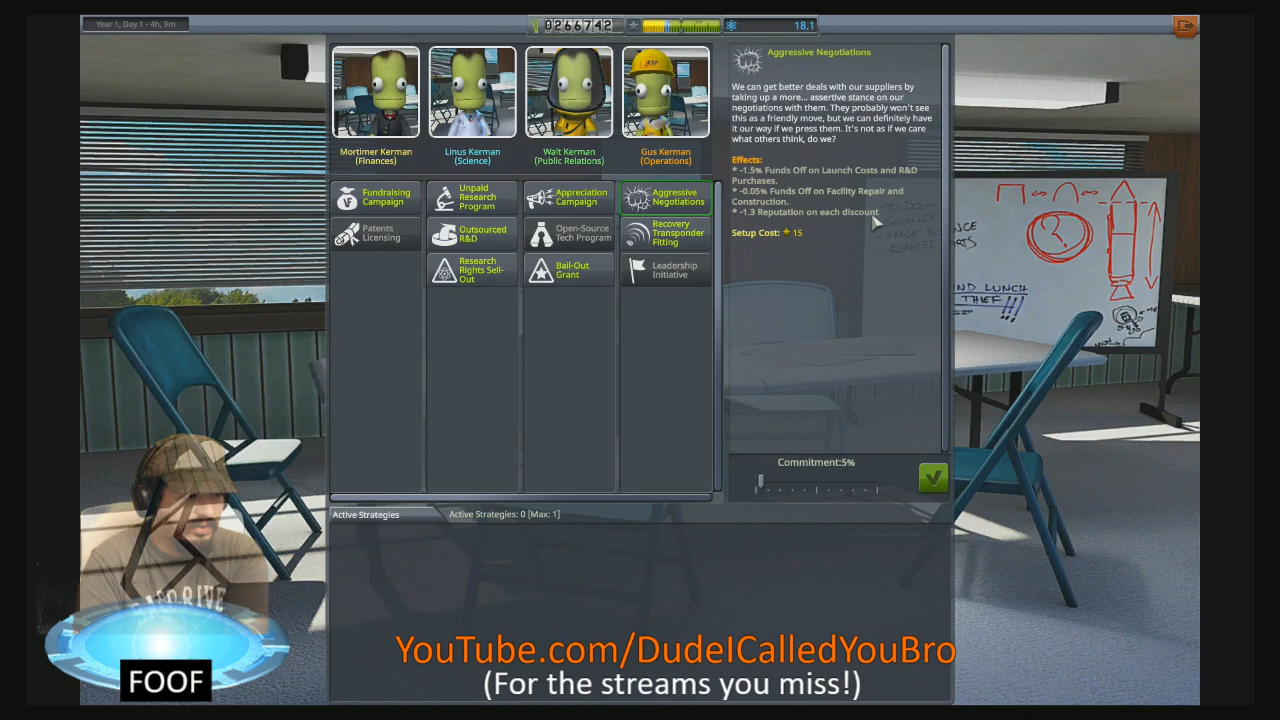 Year 1, Day 1 - 4h, 9m
0266742
18.1
Mortimer Kerman
(Finances)
Linus Kerman
(Science)
Walt Kerman
(Public Relations)
Gus Kerman
(Operations)
Fundraising
Campaign
Patents
Licensing
Unpaid
Research
Program
Outsourced
R&D
Research
Rights Sell-
Out
Appreciation
Campaign
Open-Source
Tech Program
Bail-Out
Grant
Aggressive
Negotiations
Recovery
Transponder
Fitting
Leadership
Initiative
Aggressive Negotiations
We can get better deals with our suppliers by
taking up a more... assertive stance on our
negotiations with them. They probably won't see
this as a friendly move, but we can definitely have
it our way if we press them. It's not as if we care
what others think, do we?
Effects:
* -1.5% Funds Off on Launch Costs and R&D
Purchases.
* -0.05% Funds Off on Facility Repair and
Construction.
* -1.3 Reputation on each discount
Setup Cost: 15
Commitment:5%
Active Strategies
Active Strategies: 0 [Max: 1]
TO DO
SCIENCE
LUNCH
THIEF!!!
?
FOOF
YouTube.com/DudeICalledYouBro
(For the streams you miss!)